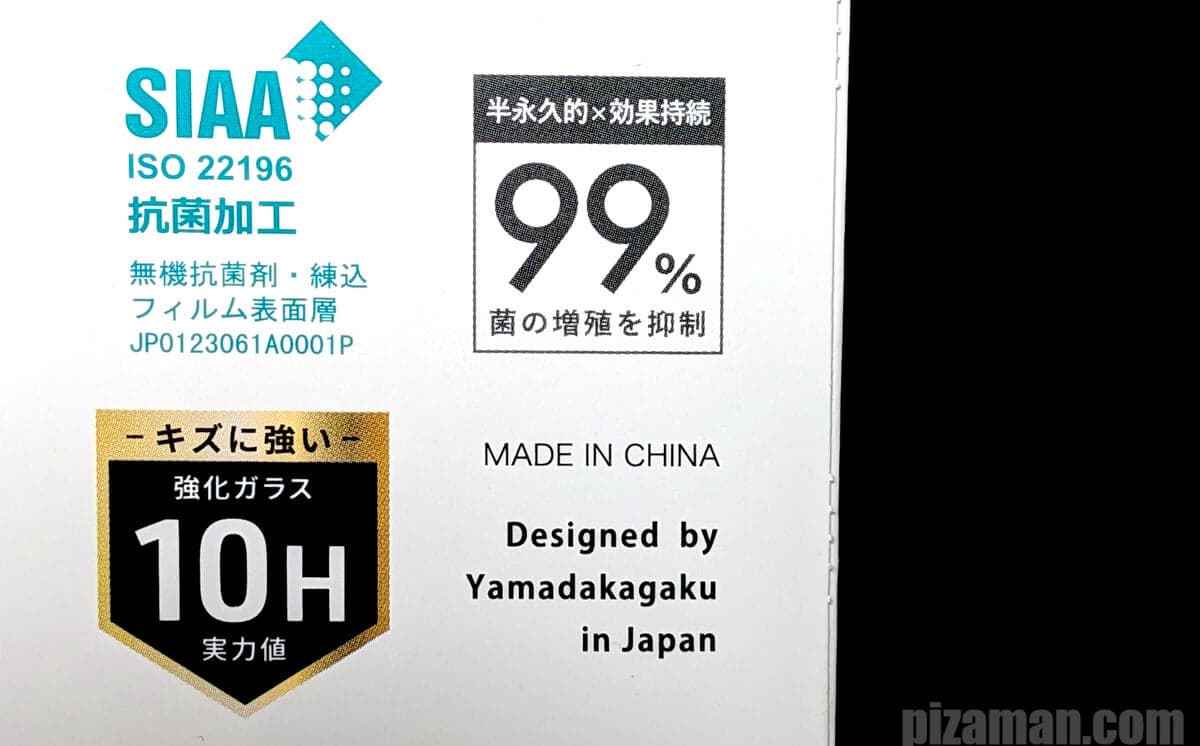 SIAA
ISO 22196
抗菌加工
無機抗菌剤・練込
フィルム表面層
JP0123061A0001P
半永久的×効果持続
99%
菌の増殖を抑制
-キズに強い-
強化ガラス
10H
実力値
MADE IN CHINA
Designed by
Yamadakagaku
in Japan
pizaman.com